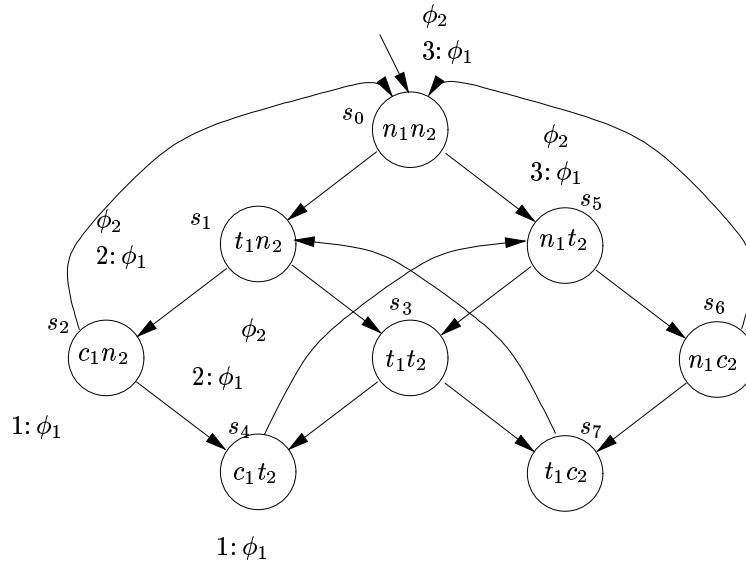 ϕ₂
3: ϕ₁
s₀
n₁n₂
ϕ₂
3: ϕ₁
s₅
ϕ₂
s₁
t₁n₂
n₁t₂
2: ϕ₁
s₂
s₃
s₆
ϕ₂
c₁n₂
t₁t₂
n₁c₂
2: ϕ₁
1: ϕ₁
s₄
s₇
c₁t₂
t₁c₂
1: ϕ₁